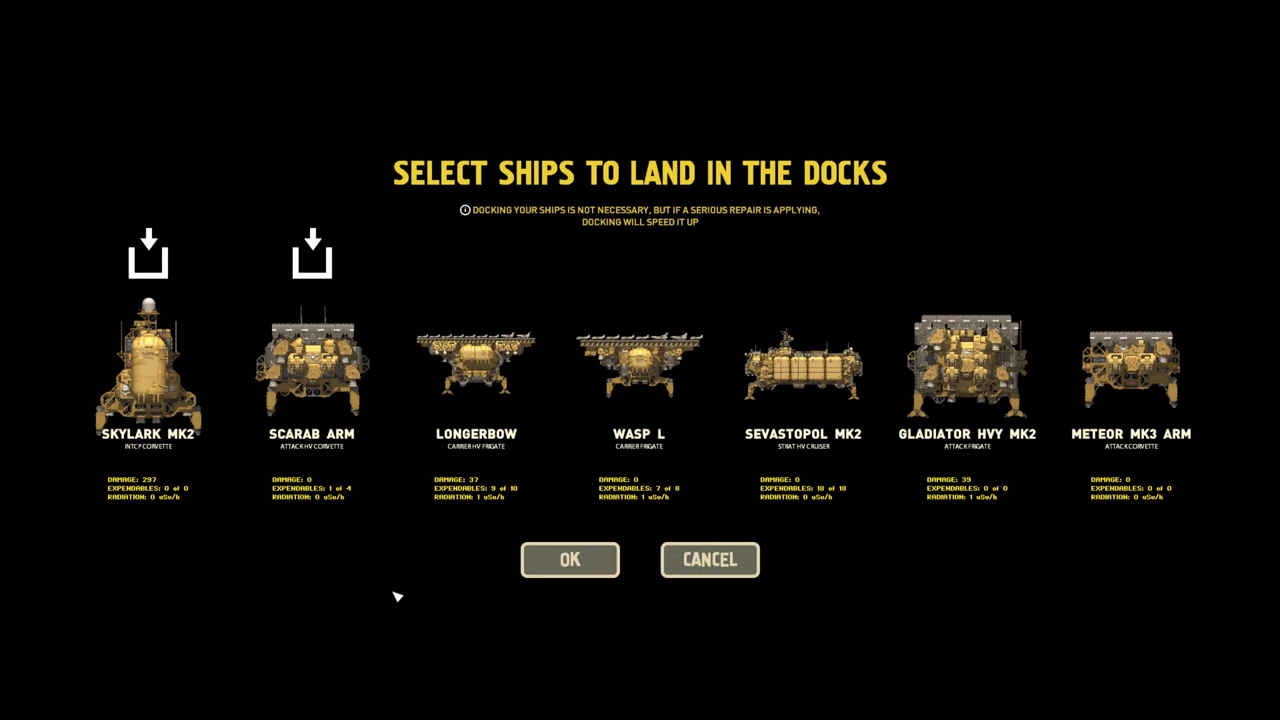 SELECT SHIPS TO LAND IN THE DOCKS
DOCKING YOUR SHIPS IS NOT NECESSARY, BUT IF A SERIOUS REPAIR IS APPLYING,
DOCKING WILL SPEED IT UP
SKYLARK MK2
INTCP CORVETTE
DAMAGE: 297
EXPENDABLES: 0 of 0
RADIATION: 0 uSv/h
SCARAB ARM
ATTACK HV CORVETTE
DAMAGE: 0
EXPENDABLES: 1 of 4
RADIATION: 0 uSv/h
LONGERBOW
CARRIER HV FRIGATE
DAMAGE: 37
EXPENDABLES: 9 of 10
RADIATION: 1 uSv/h
WASP L
CARRIER FRIGATE
DAMAGE: 0
EXPENDABLES: 7 of 8
RADIATION: 1 uSv/h
SEVASTOPOL MK2
STRAT HV CRUISER
DAMAGE: 0
EXPENDABLES: 18 of 18
RADIATION: 0 uSv/h
GLADIATOR HVY MK2
ATTACK FRIGATE
DAMAGE: 39
EXPENDABLES: 0 of 0
RADIATION: 1 uSv/h
METEOR MK3 ARM
ATTACK CORVETTE
DAMAGE: 0
EXPENDABLES: 0 of 0
RADIATION: 0 uSv/h
OK
CANCEL